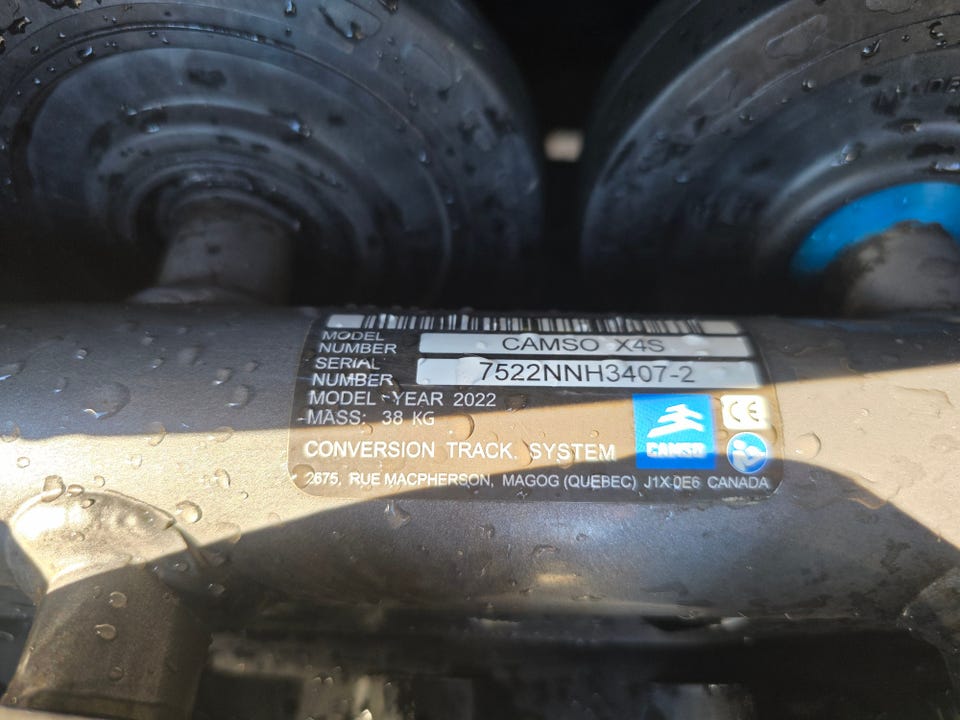 MODEL NUMBER CAMSO X4S
SERIAL NUMBER 7522NNH3407-2
MODEL-YEAR 2022
MASS: 38 KG
CONVERSION TRACK. SYSTEM
CAMSO
CE
2675, RUE MACPHERSON, MAGOG (QUEBEC) J1X 0E6 CANADA